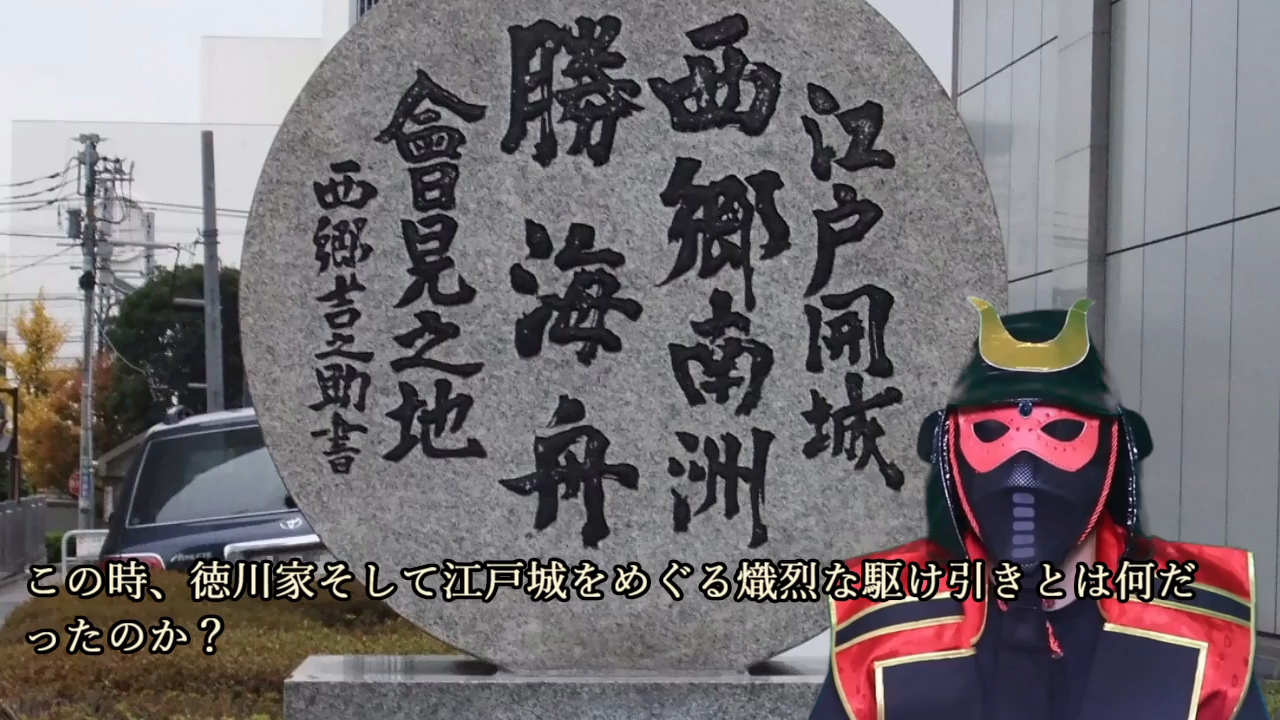 江戸開城
西郷南洲
勝海舟
會見之地
西郷吉之助書
ATHLETE
この時、徳川家そして江戸城をめぐる熾烈な駆け引きとは何だ
ったのか？